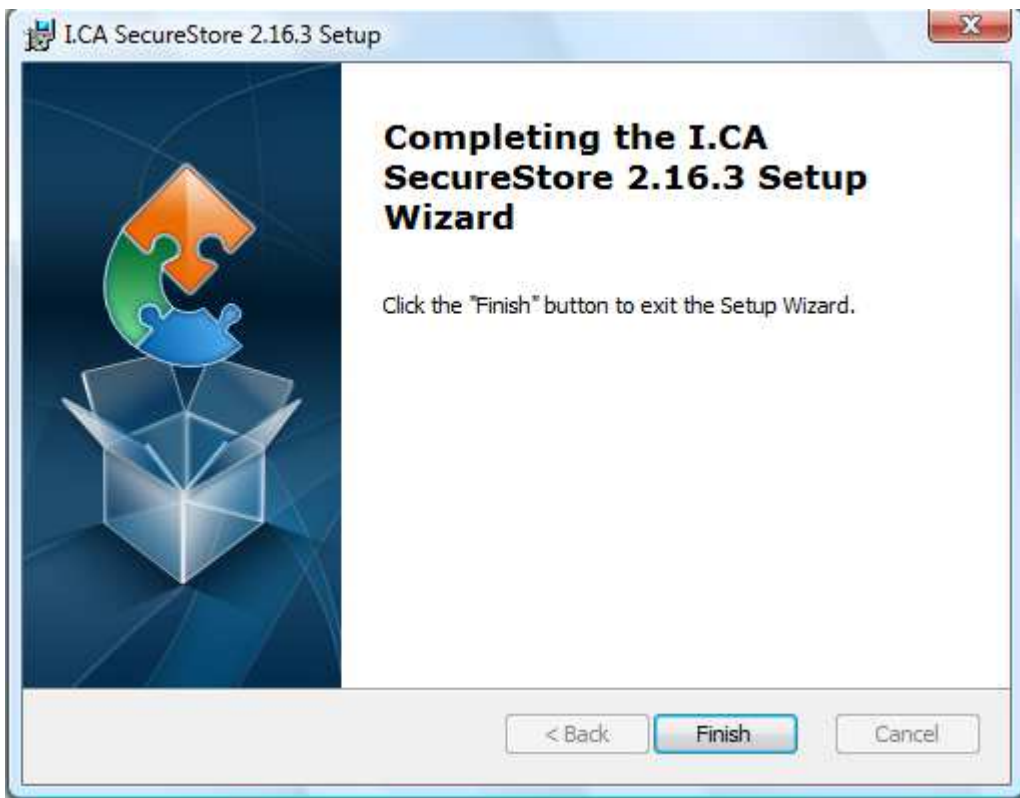 I.CA SecureStore 2.16.3 Setup
Completing the I.CA
SecureStore 2.16.3 Setup
Wizard
Click the "Finish" button to exit the Setup Wizard.
< Back Finish Cancel